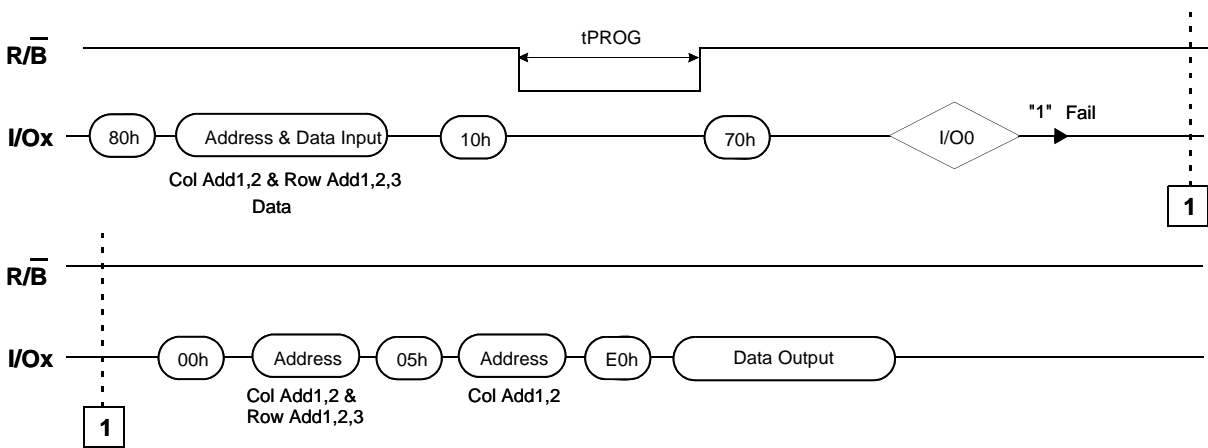 tPROG
R/B
I/Ox 80h Address & Data Input 10h 70h I/O0 "1" Fail
Col Add1,2 & Row Add1,2,3
Data
1
R/B
I/Ox 00h Address 05h Address E0h Data Output
Col Add1,2 & Col Add1,2
Row Add1,2,3
1